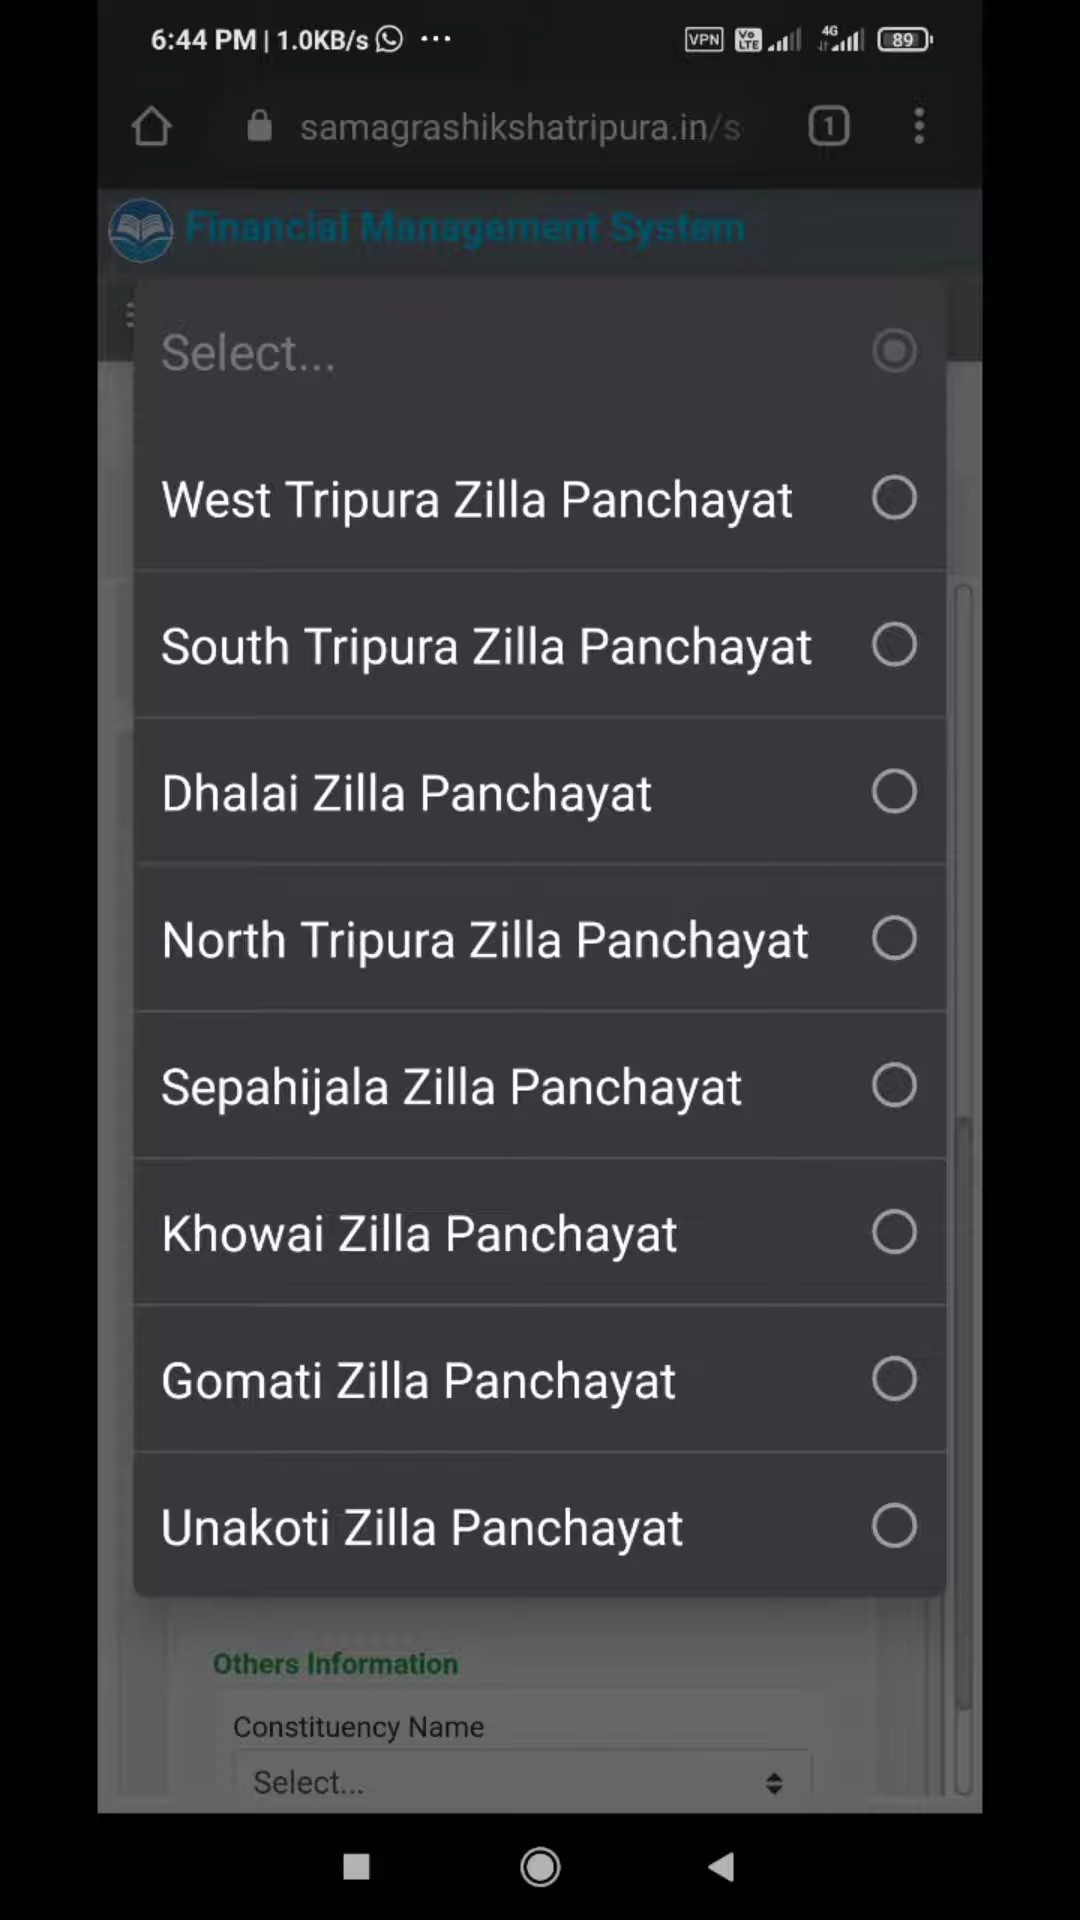 6:44 PM | 1.0KB/s ...
VPN Vo LTE 4G 89
samagrashikshatripura.in/s 1
Financial Management System
Select...
West Tripura Zilla Panchayat
South Tripura Zilla Panchayat
Dhalai Zilla Panchayat
North Tripura Zilla Panchayat
Sepahijala Zilla Panchayat
Khowai Zilla Panchayat
Gomati Zilla Panchayat
Unakoti Zilla Panchayat
Others Information
Constituency Name
Select...